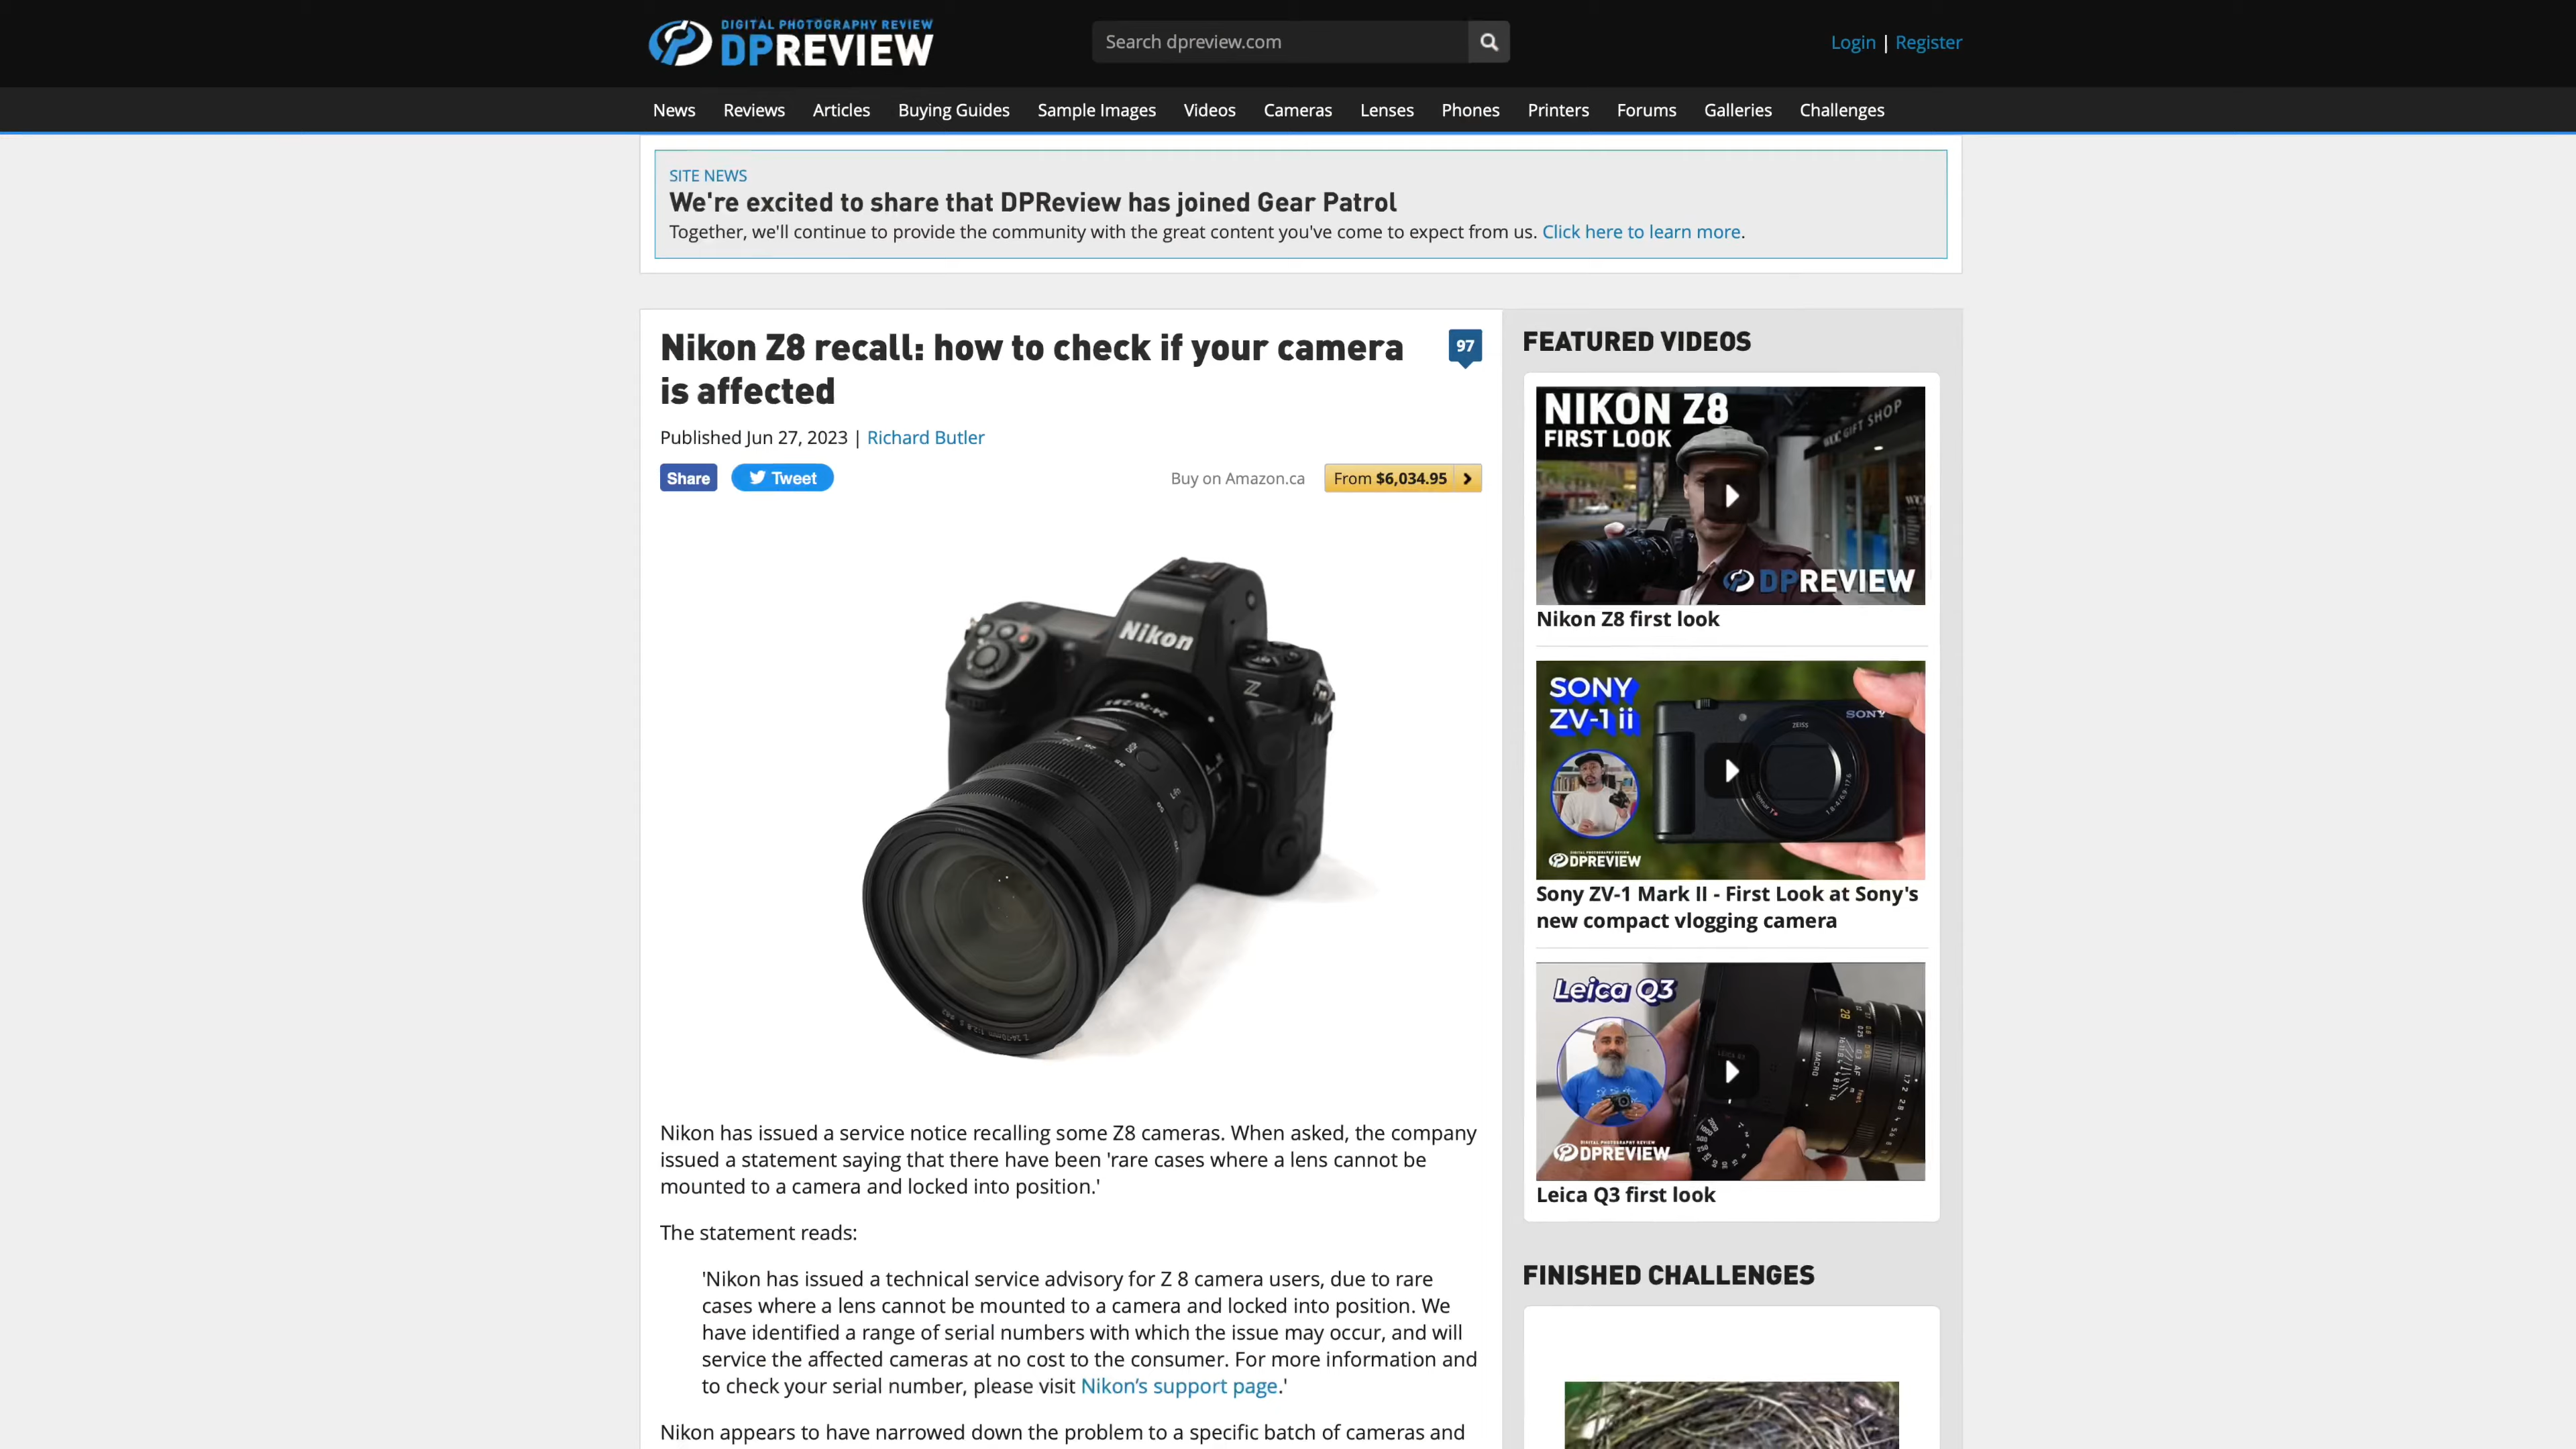 DIGITAL PHOTOGRAPHY REVIEW
DPREVIEW
Search dpreview.com
Login | Register
News Reviews Articles Buying Guides Sample Images Videos Cameras Lenses Phones Printers Forums Galleries Challenges
SITE NEWS
We're excited to share that DPReview has joined Gear Patrol
Together, we'll continue to provide the community with the great content you've come to expect from us. Click here to learn more.
Nikon Z8 recall: how to check if your camera
is affected
97
Published Jun 27, 2023 | Richard Butler
Share Tweet
Buy on Amazon.ca From $6,034.95
Nikon
Z
Nikon has issued a service notice recalling some Z8 cameras. When asked, the company
issued a statement saying that there have been 'rare cases where a lens cannot be
mounted to a camera and locked into position.'
The statement reads:
'Nikon has issued a technical service advisory for Z 8 camera users, due to rare
cases where a lens cannot be mounted to a camera and locked into position. We
have identified a range of serial numbers with which the issue may occur, and will
service the affected cameras at no cost to the consumer. For more information and
to check your serial number, please visit Nikon’s support page.'
Nikon appears to have narrowed down the problem to a specific batch of cameras and
FEATURED VIDEOS
NIKON Z8
FIRST LOOK
GIFT SHOP
DPREVIEW
Nikon Z8 first look
SONY
ZV-1 ii
SONY
ZEISS
DIGITAL PHOTOGRAPHY REVIEW
DPREVIEW
Sony ZV-1 Mark II - First Look at Sony's
new compact vlogging camera
Leica Q3
MACRO
AF
28
DIGITAL PHOTOGRAPHY REVIEW
DPREVIEW
Leica Q3 first look
FINISHED CHALLENGES